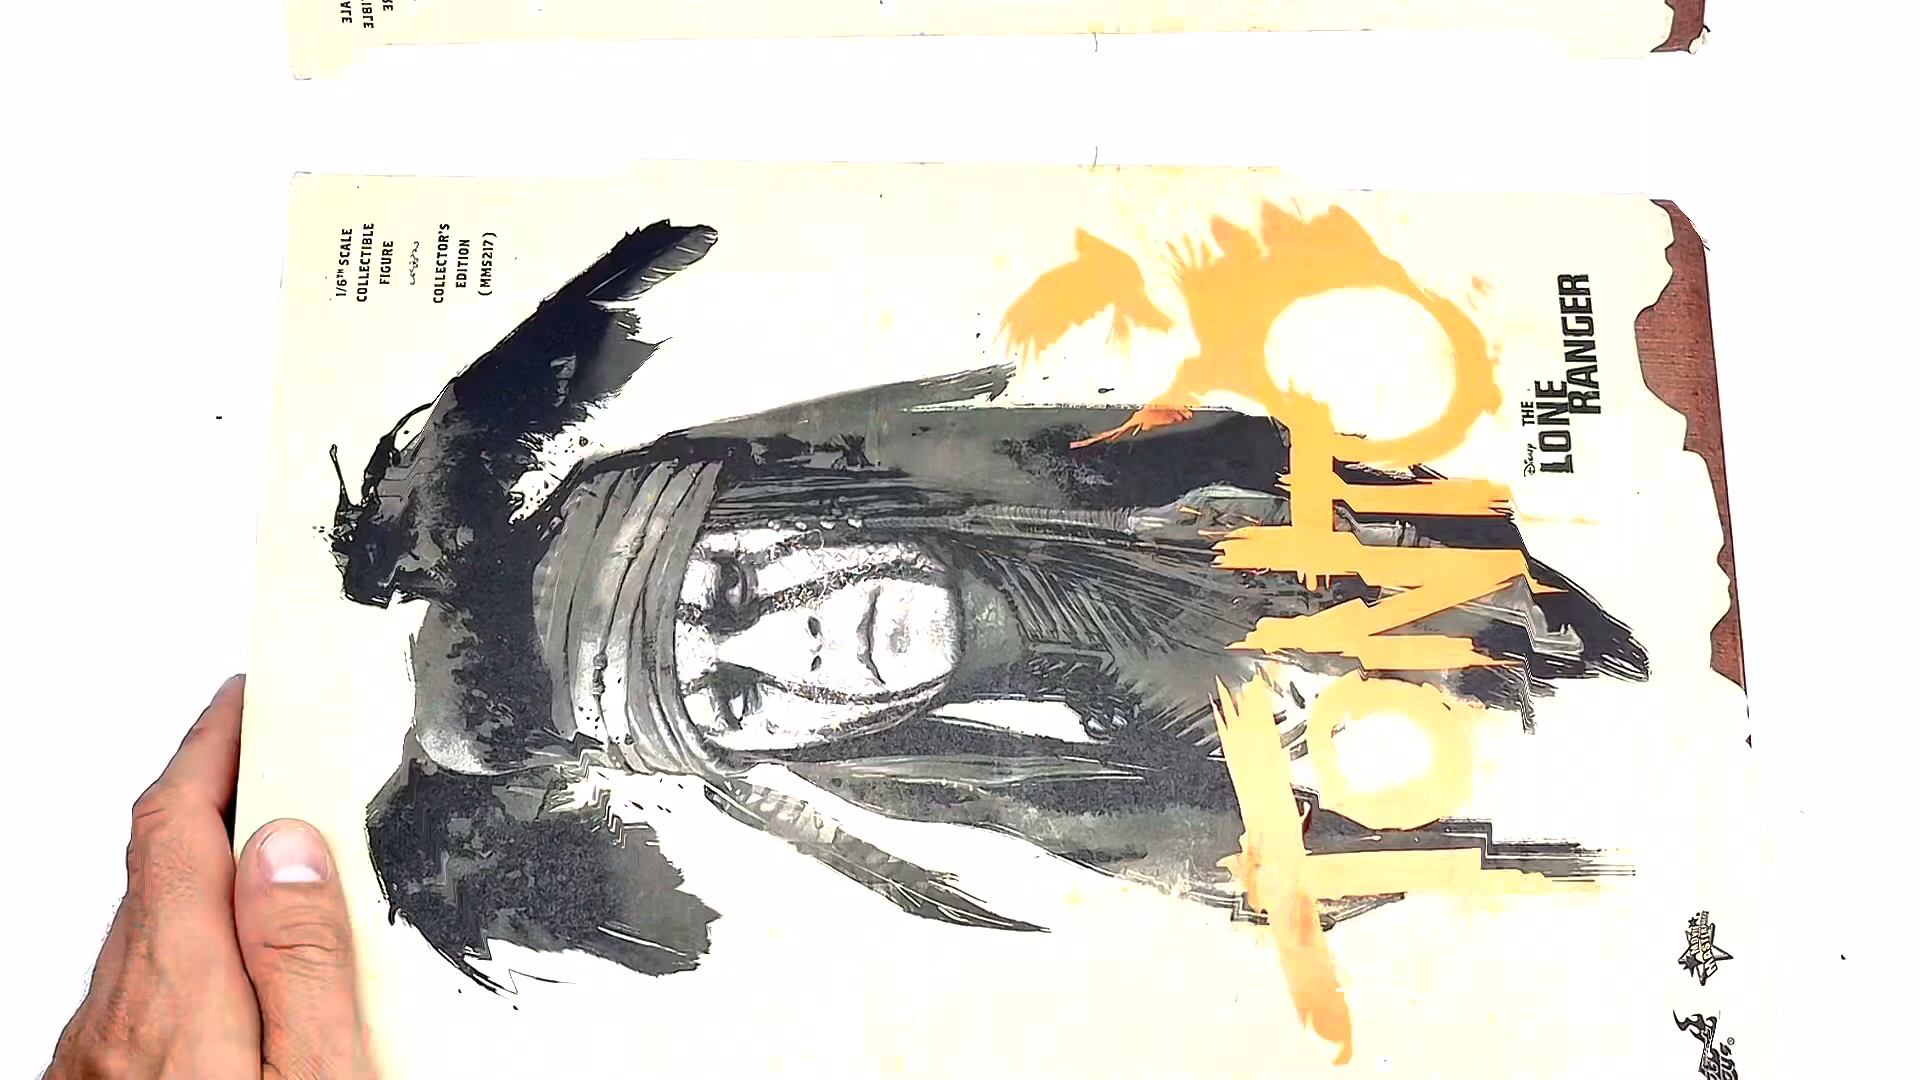 1/6TH SCALE
COLLECTIBLE
FIGURE
COLLECTOR'S
EDITION
(MMS217)
TONTO
Disney
THE
LONE
RANGER